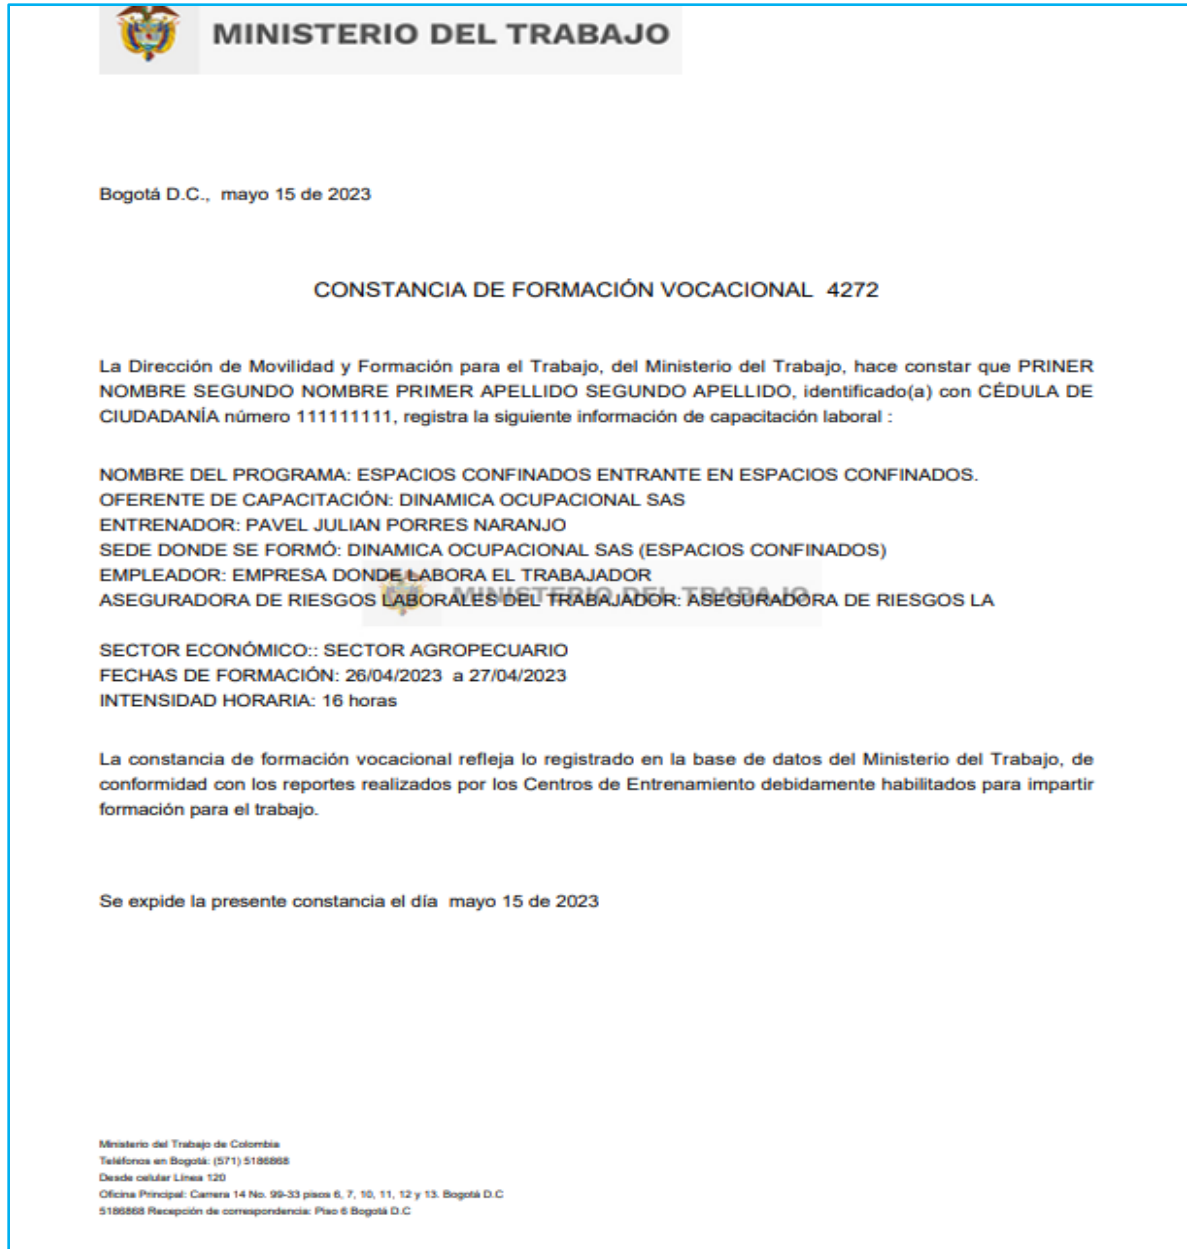 MINISTERIO DEL TRABAJO
Bogotá D.C., mayo 15 de 2023
CONSTANCIA DE FORMACIÓN VOCACIONAL 4272
La Dirección de Movilidad y Formación para el Trabajo, del Ministerio del Trabajo, hace constar que PRINER
NOMBRE SEGUNDO NOMBRE PRIMER APELLIDO SEGUNDO APELLIDO, identificado(a) con CÉDULA DE
CIUDADANÍA número 111111111, registra la siguiente información de capacitación laboral :
NOMBRE DEL PROGRAMA: ESPACIOS CONFINADOS ENTRANTE EN ESPACIOS CONFINADOS.
OFERENTE DE CAPACITACIÓN: DINAMICA OCUPACIONAL SAS
ENTRENADOR: PAVEL JULIAN PORRES NARANJO
SEDE DONDE SE FORMÓ: DINAMICA OCUPACIONAL SAS (ESPACIOS CONFINADOS)
EMPLEADOR: EMPRESA DONDE LABORA EL TRABAJADOR
MINISTERIO DEL TRABAJO
ASEGURADORA DE RIESGOS LABORALES DEL TRABAJADOR: ASEGURADORA DE RIESGOS LA
SECTOR ECONÓMICO:: SECTOR AGROPECUARIO
FECHAS DE FORMACIÓN: 26/04/2023 a 27/04/2023
INTENSIDAD HORARIA: 16 horas
La constancia de formación vocacional refleja lo registrado en la base de datos del Ministerio del Trabajo, de
conformidad con los reportes realizados por los Centros de Entrenamiento debidamente habilitados para impartir
formación para el trabajo.
Se expide la presente constancia el día mayo 15 de 2023
Ministerio del Trabajo de Colombia
Teléfonos en Bogotá: (571) 5186868
Desde celular Línea 120
Oficina Principal: Carrera 14 No. 99-33 pisos 6, 7, 10, 11, 12 y 13. Bogotá D.C
5186868 Recepción de correspondencia: Piso 6 Bogotá D.C